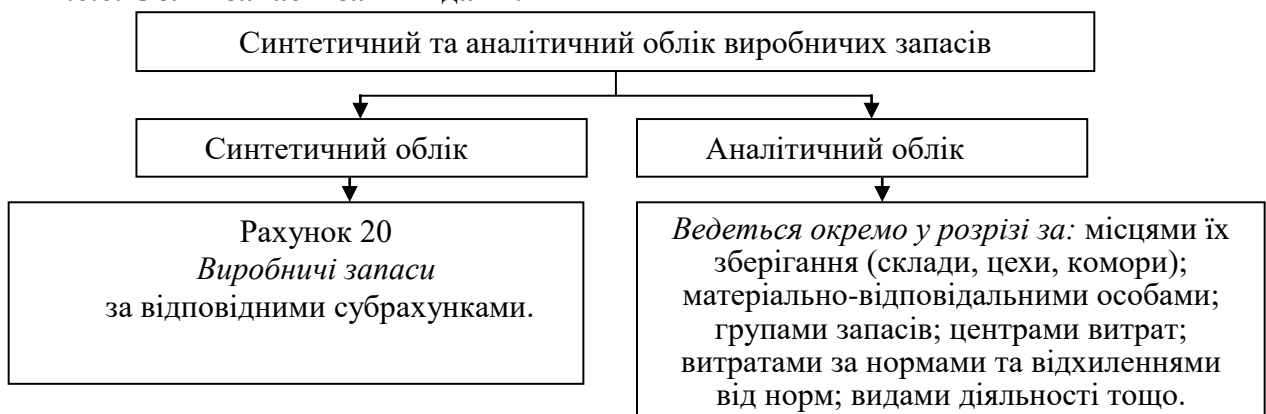 Синтетичний та аналітичний облік виробничих запасів
Синтетичний облік
Аналітичний облік
Рахунок 20
Виробничі запаси
за відповідними субрахунками.
Ведеться окремо у розрізі за: місцями їх
зберігання (склади, цехи, комори);
матеріально-відповідальними особами;
групами запасів; центрами витрат;
витратами за нормами та відхиленнями
від норм; видами діяльності тощо.